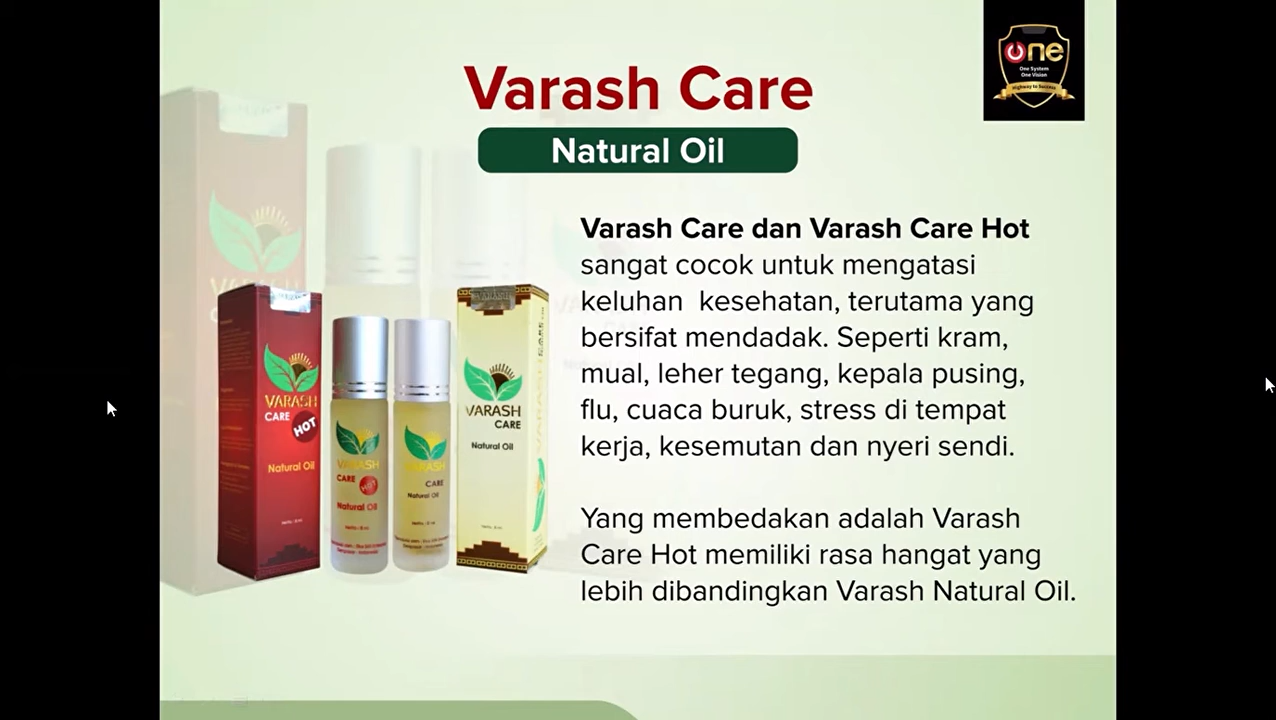 one
One System
One Vision
Highway to Success
Varash Care
Natural Oil
Varash Care dan Varash Care Hot
sangat cocok untuk mengatasi
keluhan kesehatan, terutama yang
bersifat mendadak. Seperti kram,
mual, leher tegang, kepala pusing,
flu, cuaca buruk, stress di tempat
kerja, kesemutan dan nyeri sendi.
Yang membedakan adalah Varash
Care Hot memiliki rasa hangat yang
lebih dibandingkan Varash Natural Oil.
VARASH
CARE
HOT
Natural Oil
VARASH
CARE
HOT
Natural Oil
VARASH
CARE
Natural Oil
VARASH
CARE
Natural Oil
VARASH CARE